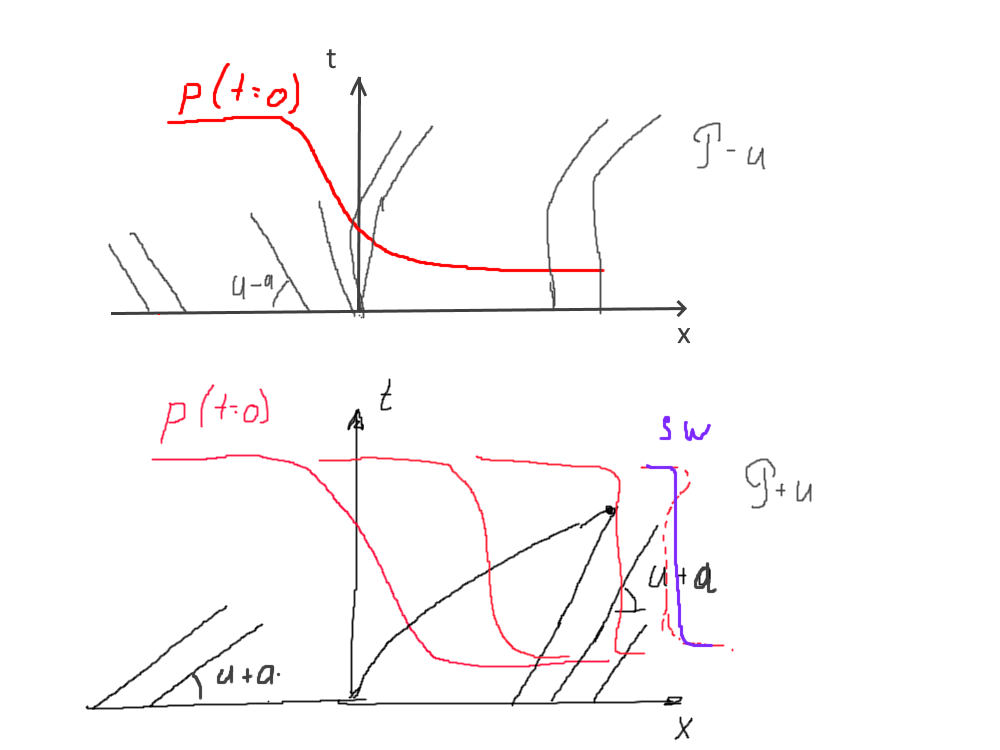 t
P(t=0)
P-u
u-a
x
t
P(t=0)
sw
P+u
u+a
u+a.
x